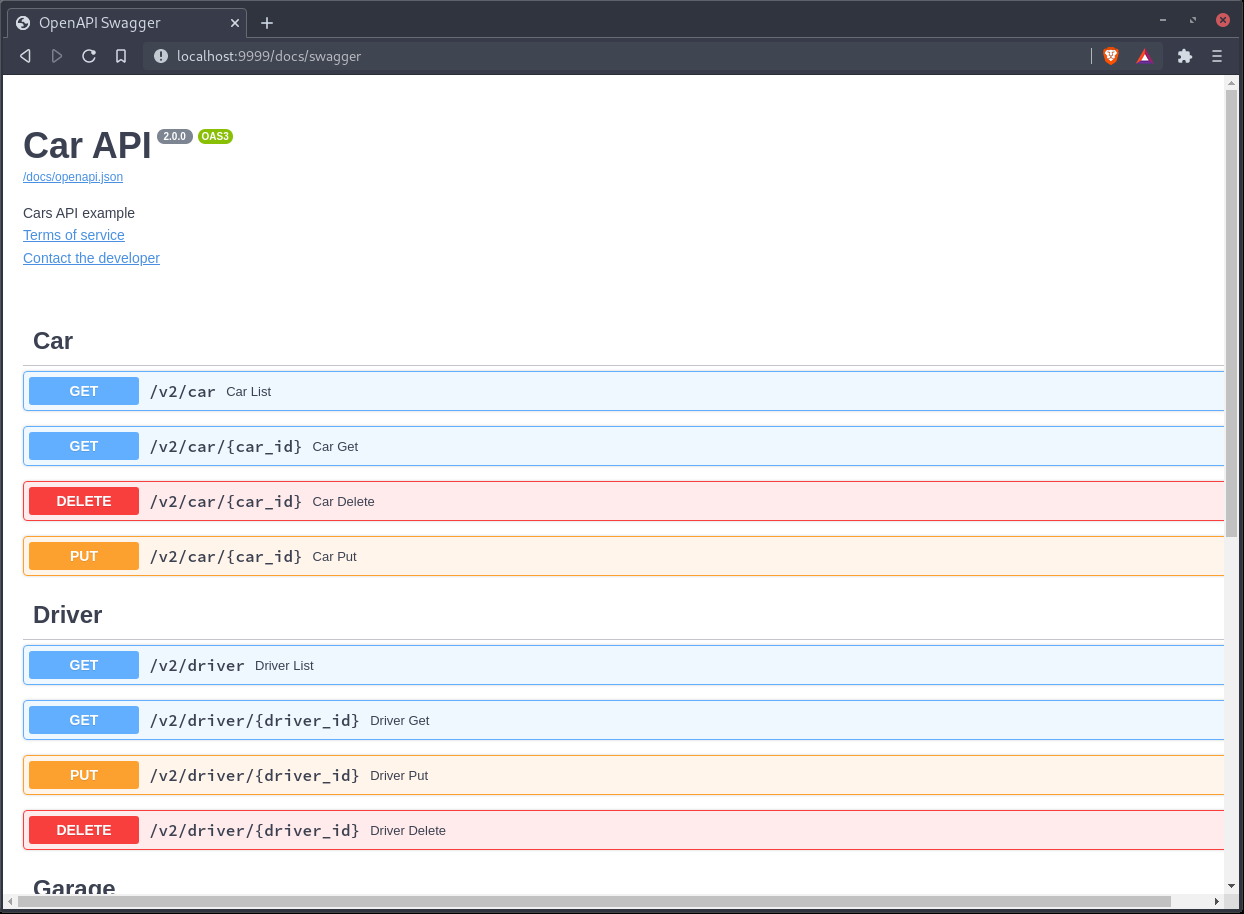 OpenAPI Swagger
localhost:9999/docs/swagger
Car API 2.0.0 OAS3
/docs/openapi.json
Cars API example
Terms of service
Contact the developer
Car
GET /v2/car Car List
GET /v2/car/{car_id} Car Get
DELETE /v2/car/{car_id} Car Delete
PUT /v2/car/{car_id} Car Put
Driver
GET /v2/driver Driver List
GET /v2/driver/{driver_id} Driver Get
PUT /v2/driver/{driver_id} Driver Put
DELETE /v2/driver/{driver_id} Driver Delete
Garage